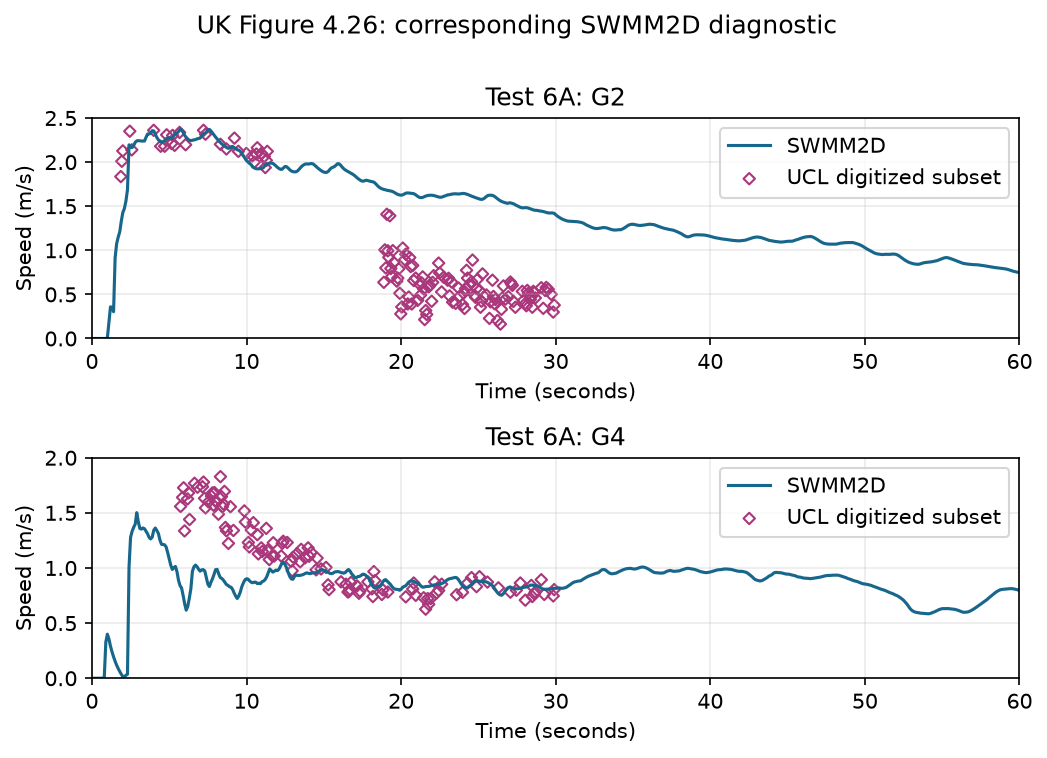 UK Figure 4.26: corresponding SWMM2D diagnostic
Test 6A: G2
2.5
2.0
1.5
1.0
0.5
0.0
Speed (m/s)
SWMM2D
UCL digitized subset
0 10 20 30 40 50 60
Time (seconds)
Test 6A: G4
2.0
1.5
1.0
0.5
0.0
Speed (m/s)
SWMM2D
UCL digitized subset
0 10 20 30 40 50 60
Time (seconds)